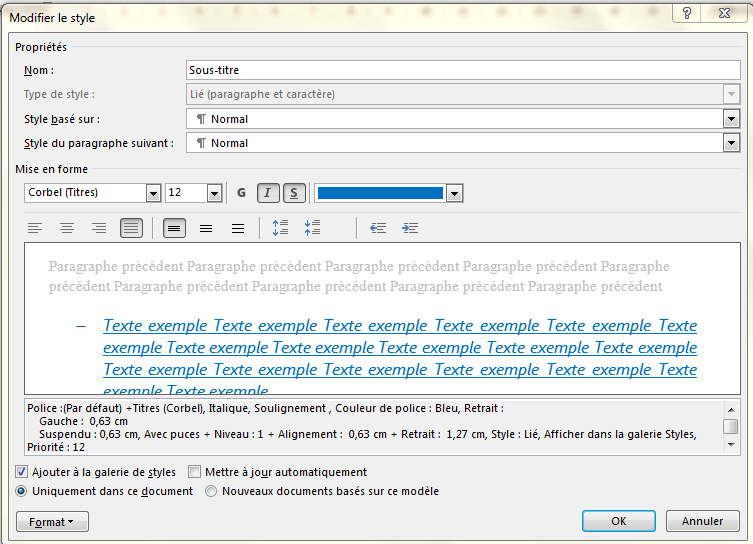 Modifier le style
Propriétés
Nom : Sous-titre
Type de style : Lié (paragraphe et caractère)
Style basé sur : ¶ Normal
Style du paragraphe suivant : ¶ Normal
Mise en forme
Corbel (Titres) 12 G I S
Paragraphe précédent Paragraphe précédent Paragraphe précédent Paragraphe précédent Paragraphe
précédent Paragraphe précédent Paragraphe précédent Paragraphe précédent Paragraphe précédent
– Texte exemple Texte exemple Texte exemple Texte exemple Texte exemple Texte
exemple Texte exemple Texte exemple Texte exemple Texte exemple Texte exemple
Texte exemple Texte exemple Texte exemple Texte exemple Texte exemple Texte
exemple Texte exemple
Police :(Par défaut) +Titres (Corbel), Italique, Soulignement , Couleur de police : Bleu, Retrait :
Gauche : 0,63 cm
Suspendu : 0,63 cm, Avec puces + Niveau : 1 + Alignement : 0,63 cm + Retrait : 1,27 cm, Style : Lié, Afficher dans la galerie Styles,
Priorité : 12
Ajouter à la galerie de styles Mettre à jour automatiquement
Uniquement dans ce document Nouveaux documents basés sur ce modèle
Format OK Annuler